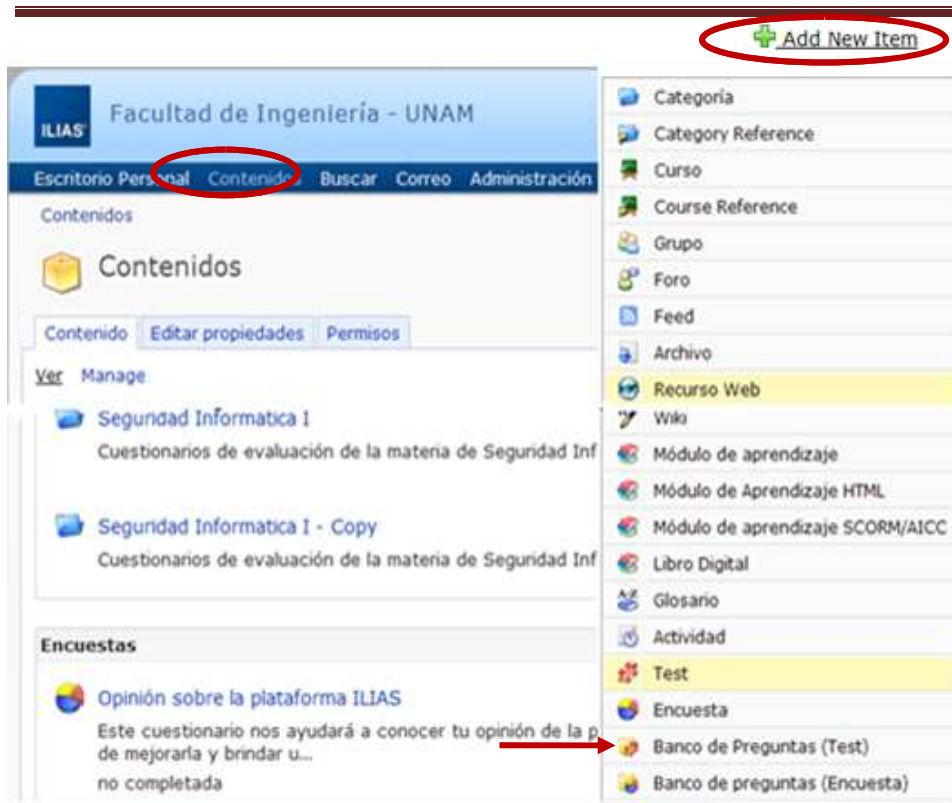 Add New Item
ILIAS
Facultad de Ingeniería - UNAM
Escritorio Personal Contenidos Buscar Correo Administración
Contenidos
Contenidos
Contenido Editar propiedades Permisos
Ver Manage
Seguridad Informatica I
Cuestionarios de evaluación de la materia de Seguridad Inf
Seguridad Informatica I - Copy
Cuestionarios de evaluación de la materia de Seguridad Inf
Encuestas
Opinión sobre la plataforma ILIAS
Este cuestionario nos ayudará a conocer tu opinión de la p
de mejorarla y brindar u...
no completada
Categoría
Category Reference
Curso
Course Reference
Grupo
Foro
Feed
Archivo
Recurso Web
Wiki
Módulo de aprendizaje
Módulo de Aprendizaje HTML
Módulo de aprendizaje SCORM/AICC
Libro Digital
Glosario
Actividad
Test
Encuesta
Banco de Preguntas (Test)
Banco de preguntas (Encuesta)